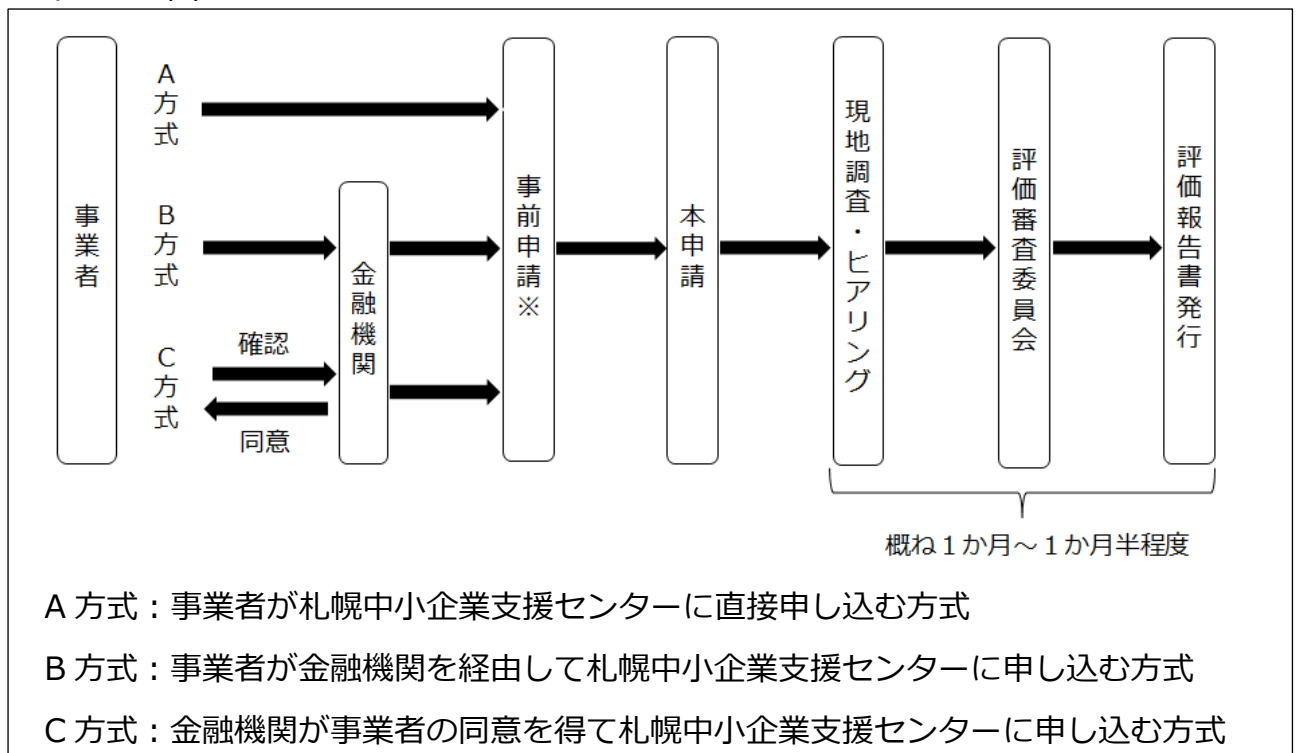 事業者
A方式
B方式
C方式
確認
同意
金融機関
事前申請※
本申請
現地調査・ヒアリング
評価審査委員会
評価報告書発行
概ね1か月～1か月半程度
A方式：事業者が札幌中小企業支援センターに直接申し込む方式
B方式：事業者が金融機関を経由して札幌中小企業支援センターに申し込む方式
C方式：金融機関が事業者の同意を得て札幌中小企業支援センターに申し込む方式